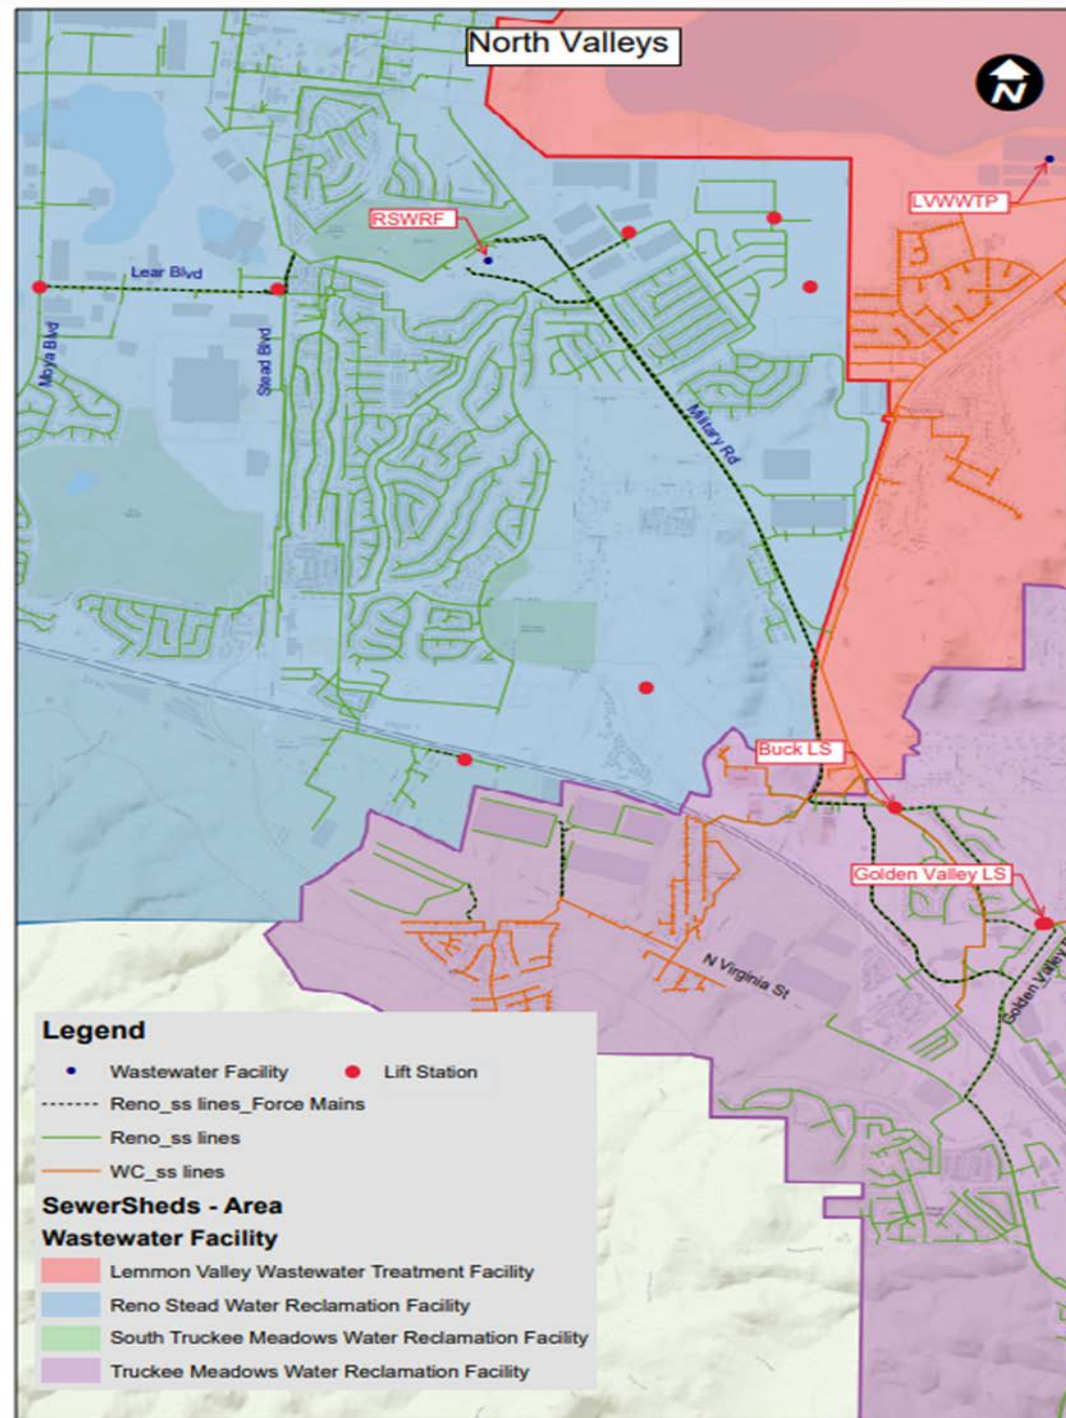 North Valleys
N
LVWWTP
RSWRF
Lear Blvd
Moya Blvd
Stead Blvd
Military Rd
Buck LS
Golden Valley LS
N Virginia St
Golden Valley
Legend
Wastewater Facility
Lift Station
Reno_ss lines_Force Mains
Reno_ss lines
WC_ss lines
SewerSheds - Area
Wastewater Facility
Lemmon Valley Wastewater Treatment Facility
Reno Stead Water Reclamation Facility
South Truckee Meadows Water Reclamation Facility
Truckee Meadows Water Reclamation Facility